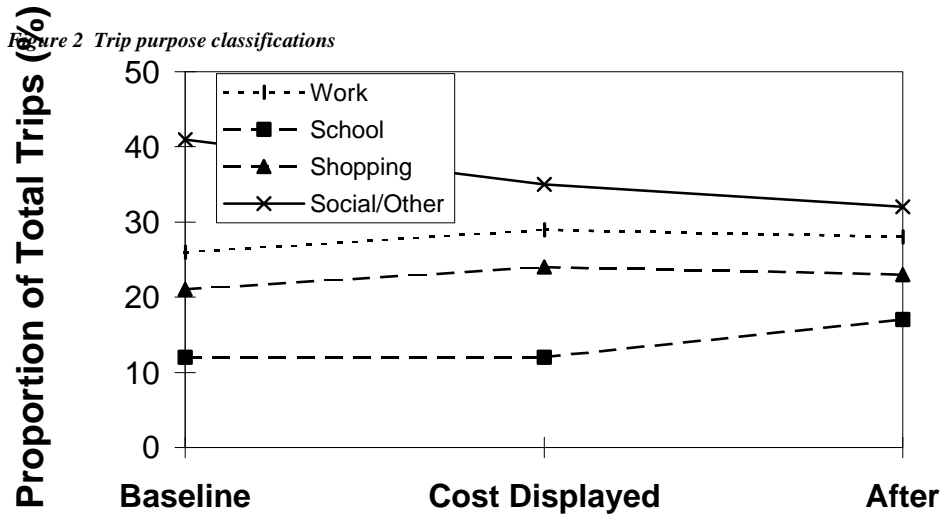 Figure 2 Trip purpose classifications
Proportion of Total Trips (%)
50
40
30
20
10
0
Work
School
Shopping
Social/Other
Baseline
Cost Displayed
After